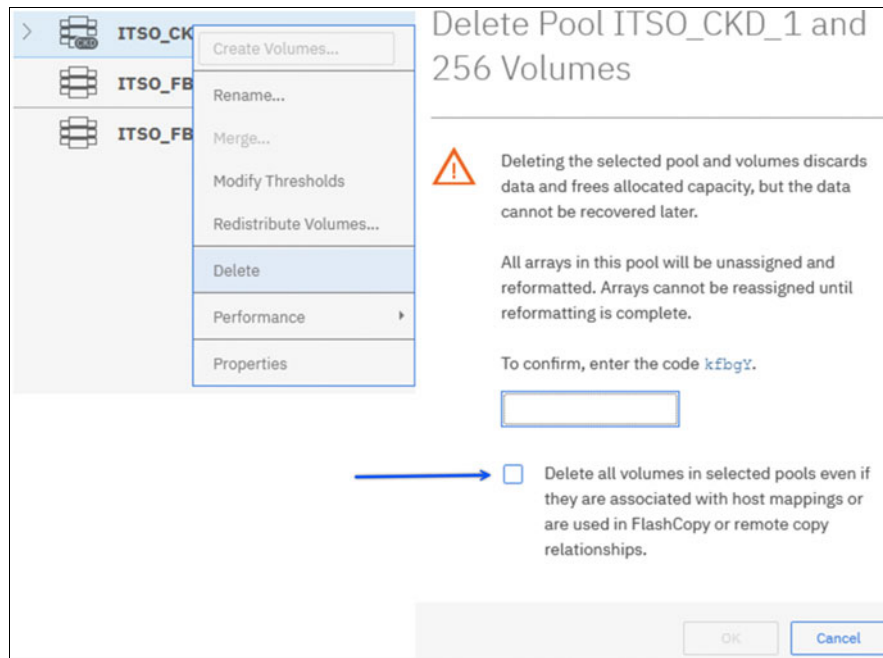 ITSO_CK
ITSO_FB
ITSO_FB
Create Volumes...
Rename...
Merge...
Modify Thresholds
Redistribute Volumes...
Delete
Performance
Properties
Delete Pool ITSO_CKD_1 and
256 Volumes
Deleting the selected pool and volumes discards
data and frees allocated capacity, but the data
cannot be recovered later.
All arrays in this pool will be unassigned and
reformatted. Arrays cannot be reassigned until
reformatting is complete.
To confirm, enter the code kfbgY.
Delete all volumes in selected pools even if
they are associated with host mappings or
are used in FlashCopy or remote copy
relationships.
OK
Cancel